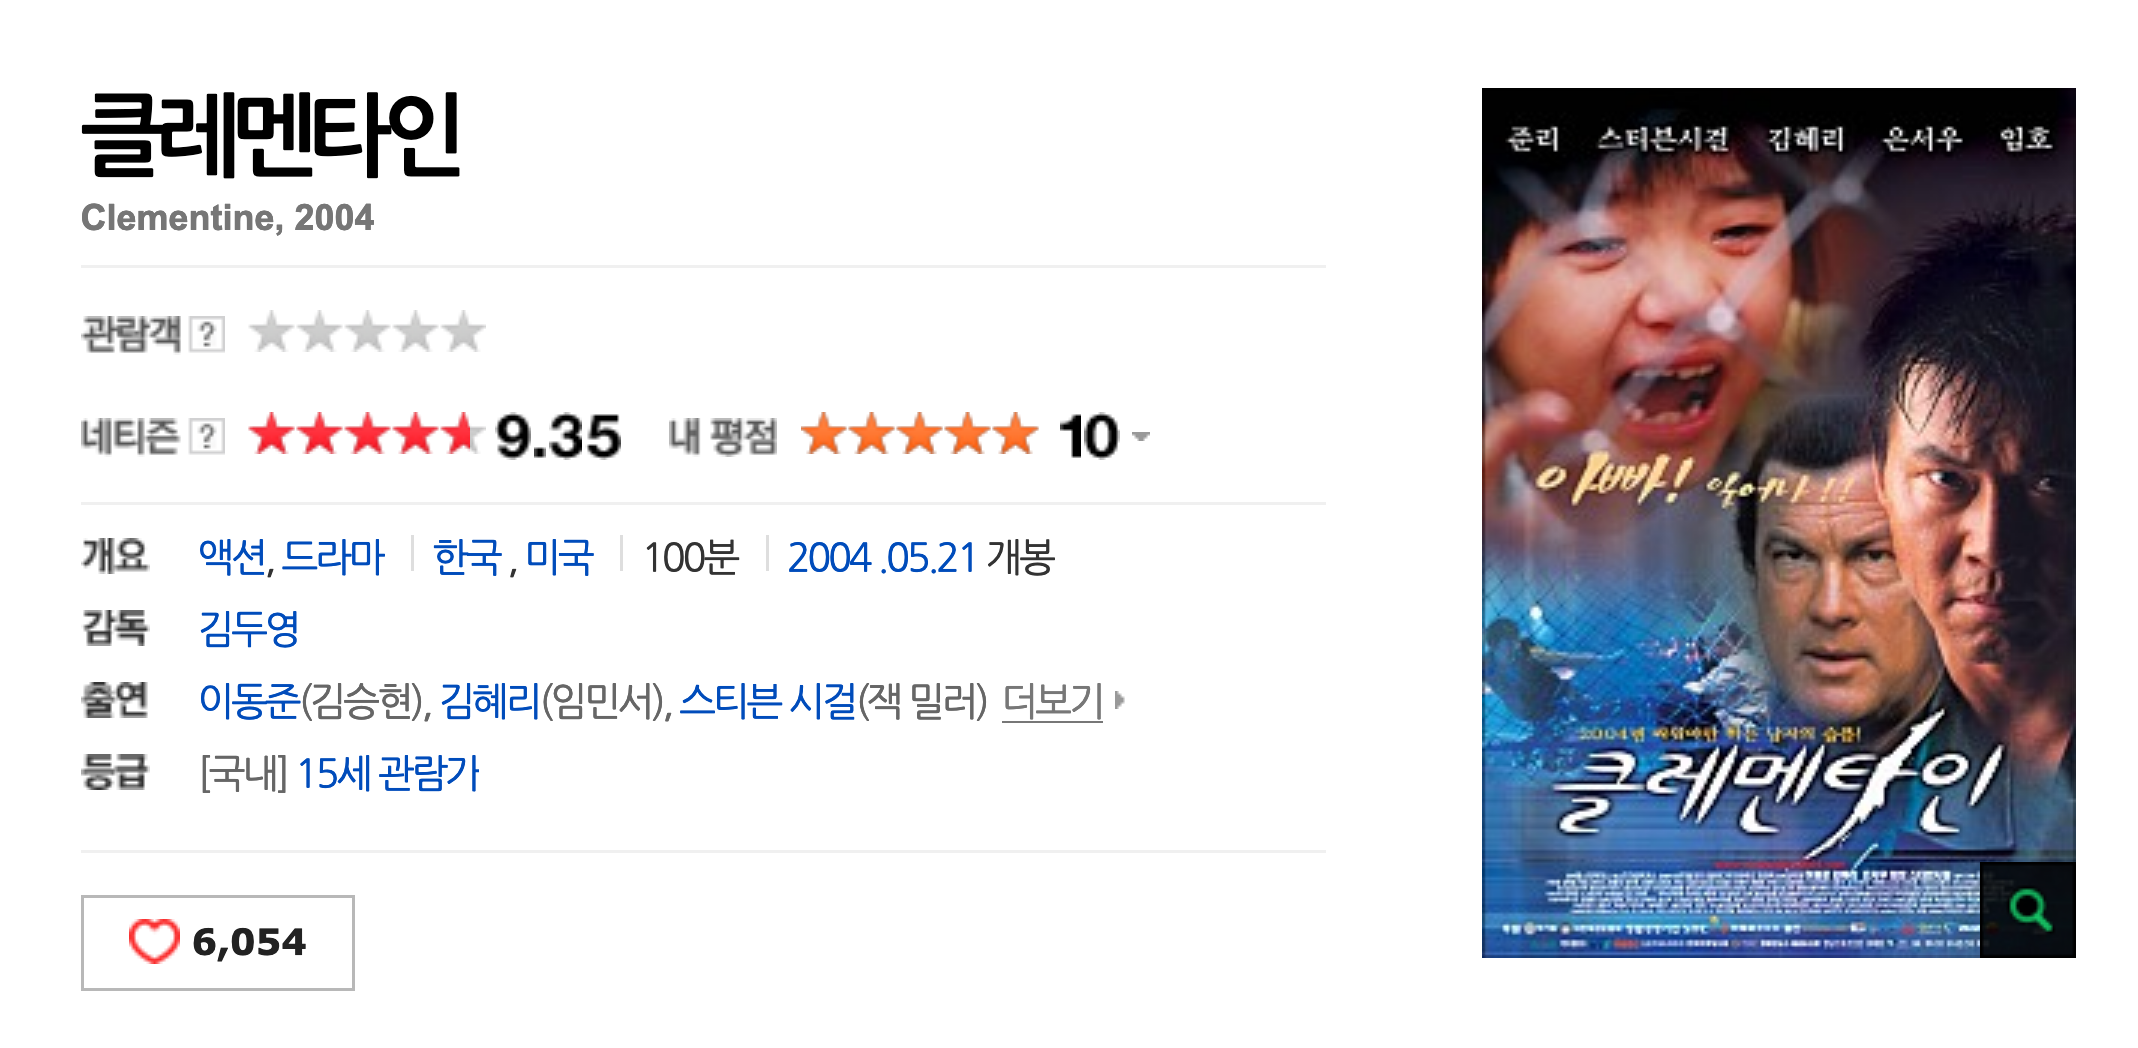 클레멘타인
Clementine, 2004
관람객 ?
네티즌 ? 9.35 내 평점 10
개요 액션, 드라마 한국 , 미국 100분 2004 .05.21 개봉
감독 김두영
출연 이동준(김승현), 김혜리(임민서), 스티븐 시걸(잭 밀러) 더보기
등급 [국내] 15세 관람가
6,054
준리 스티븐시걸 김혜리 은서우 임호
아빠! 일어나!!
2004년
클레멘타인